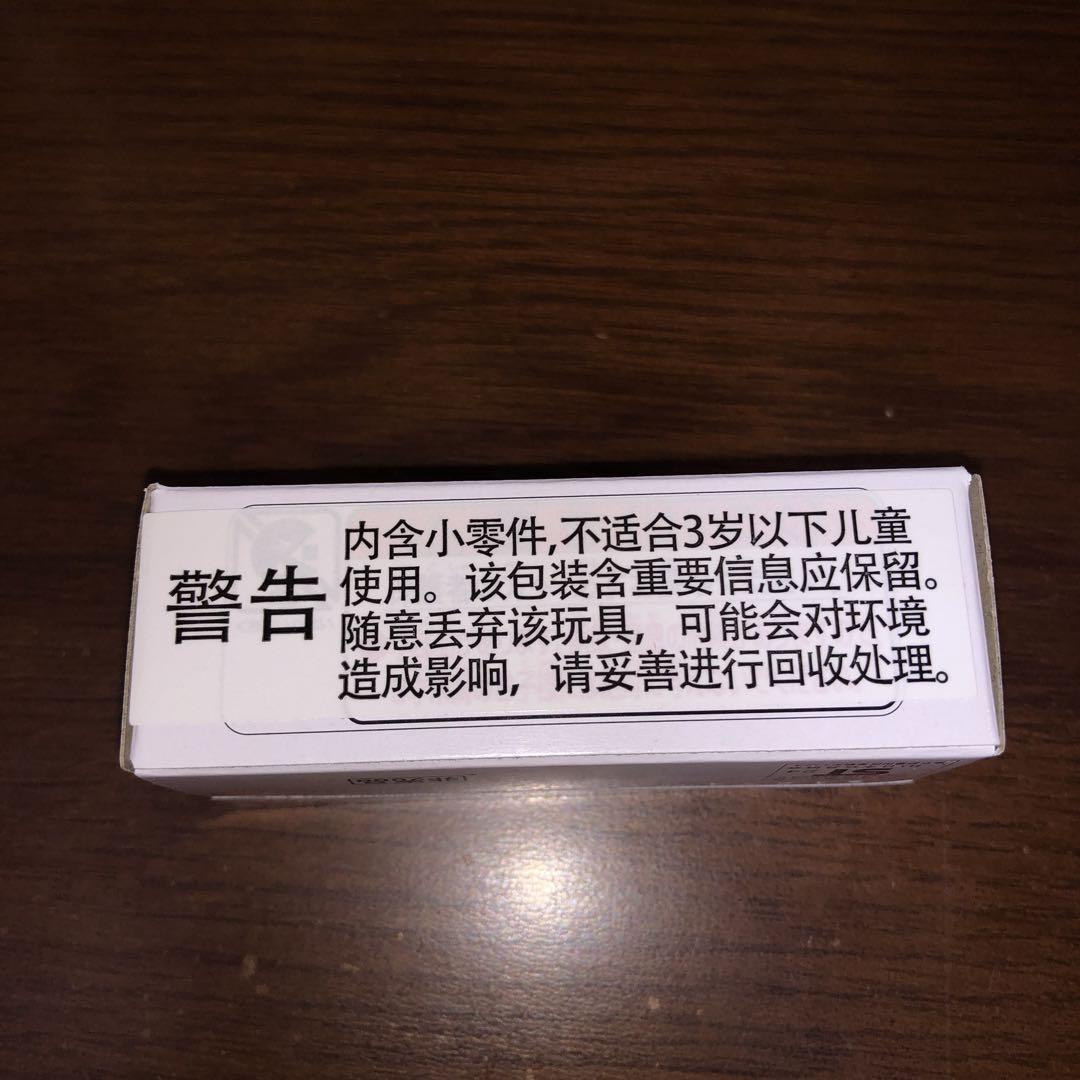 警告
内含小零件,不适合3岁以下儿童
使用。该包装含重要信息应保留。
随意丢弃该玩具，可能会对环境
造成影响，请妥善进行回收处理。